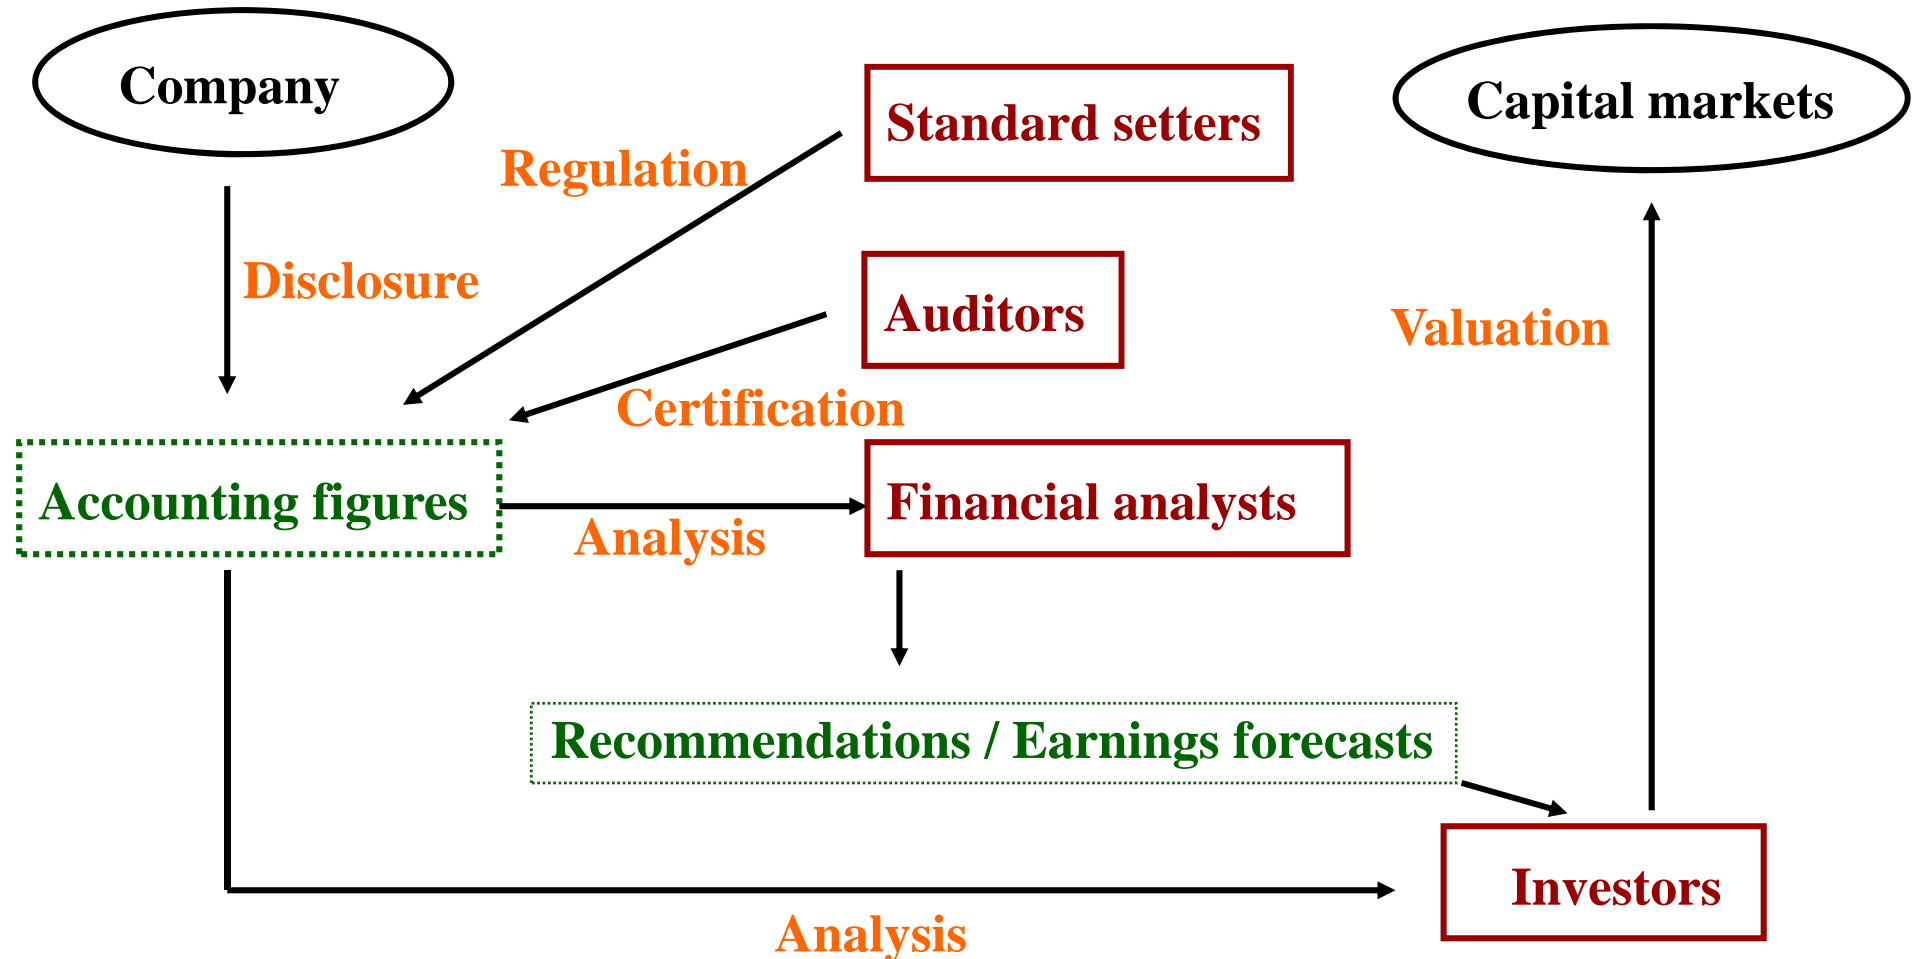 Company
Standard setters
Capital markets
Regulation
Disclosure
Auditors
Valuation
Certification
Accounting figures
Financial analysts
Analysis
Recommendations / Earnings forecasts
Investors
Analysis